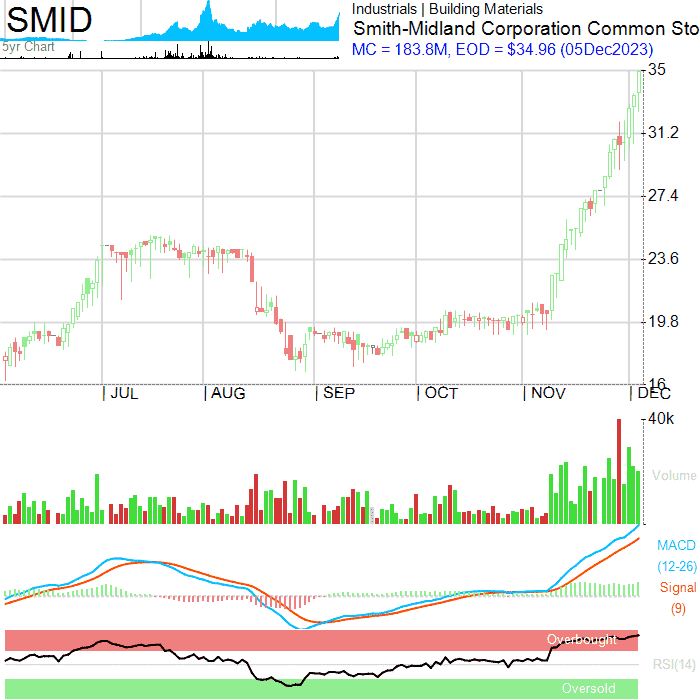 SMID
5yr Chart
Industrials | Building Materials
Smith-Midland Corporation Common Sto
MC = 183.8M, EOD = $34.96 (05Dec2023)
35
31.2
27.4
23.6
19.8
16
| JUL | AUG | SEP | OCT | NOV | DEC
40k
Volume
MACD
(12-26)
Signal
(9)
Overbought
RSI(14)
Oversold